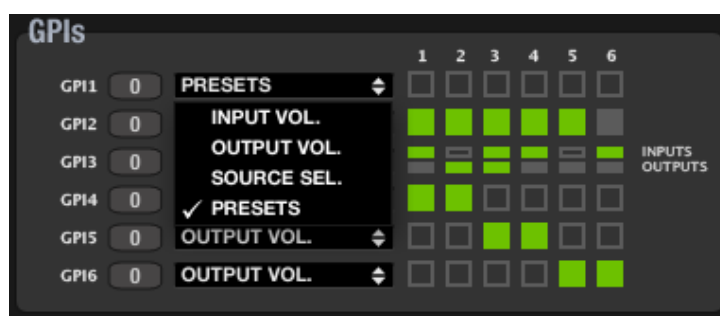 GPIs
1 2 3 4 5 6
GPI1 0 PRESETS
GPI2 0 INPUT VOL.
OUTPUT VOL.
GPI3 0 INPUTS
OUTPUTS
SOURCE SEL.
GPI4 0 ✓ PRESETS
GPI5 0 OUTPUT VOL.
GPI6 0 OUTPUT VOL.